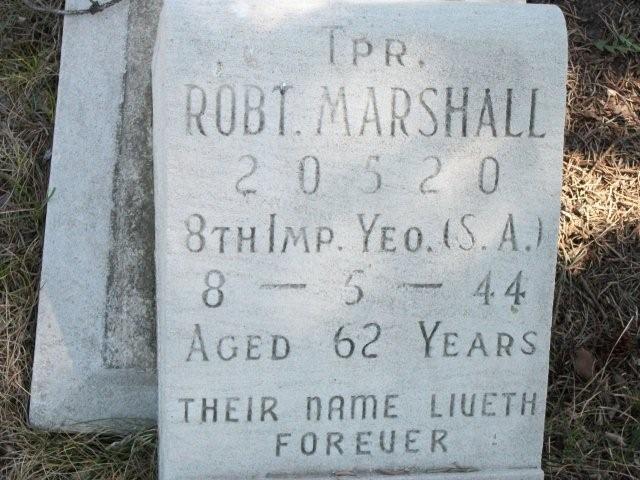 TPR.
ROBT. MARSHALL
20520
8TH IMP. YEO. (S. A.)
8 — 5 — 44
AGED 62 YEARS
THEIR NAME LIVETH
FOREVER